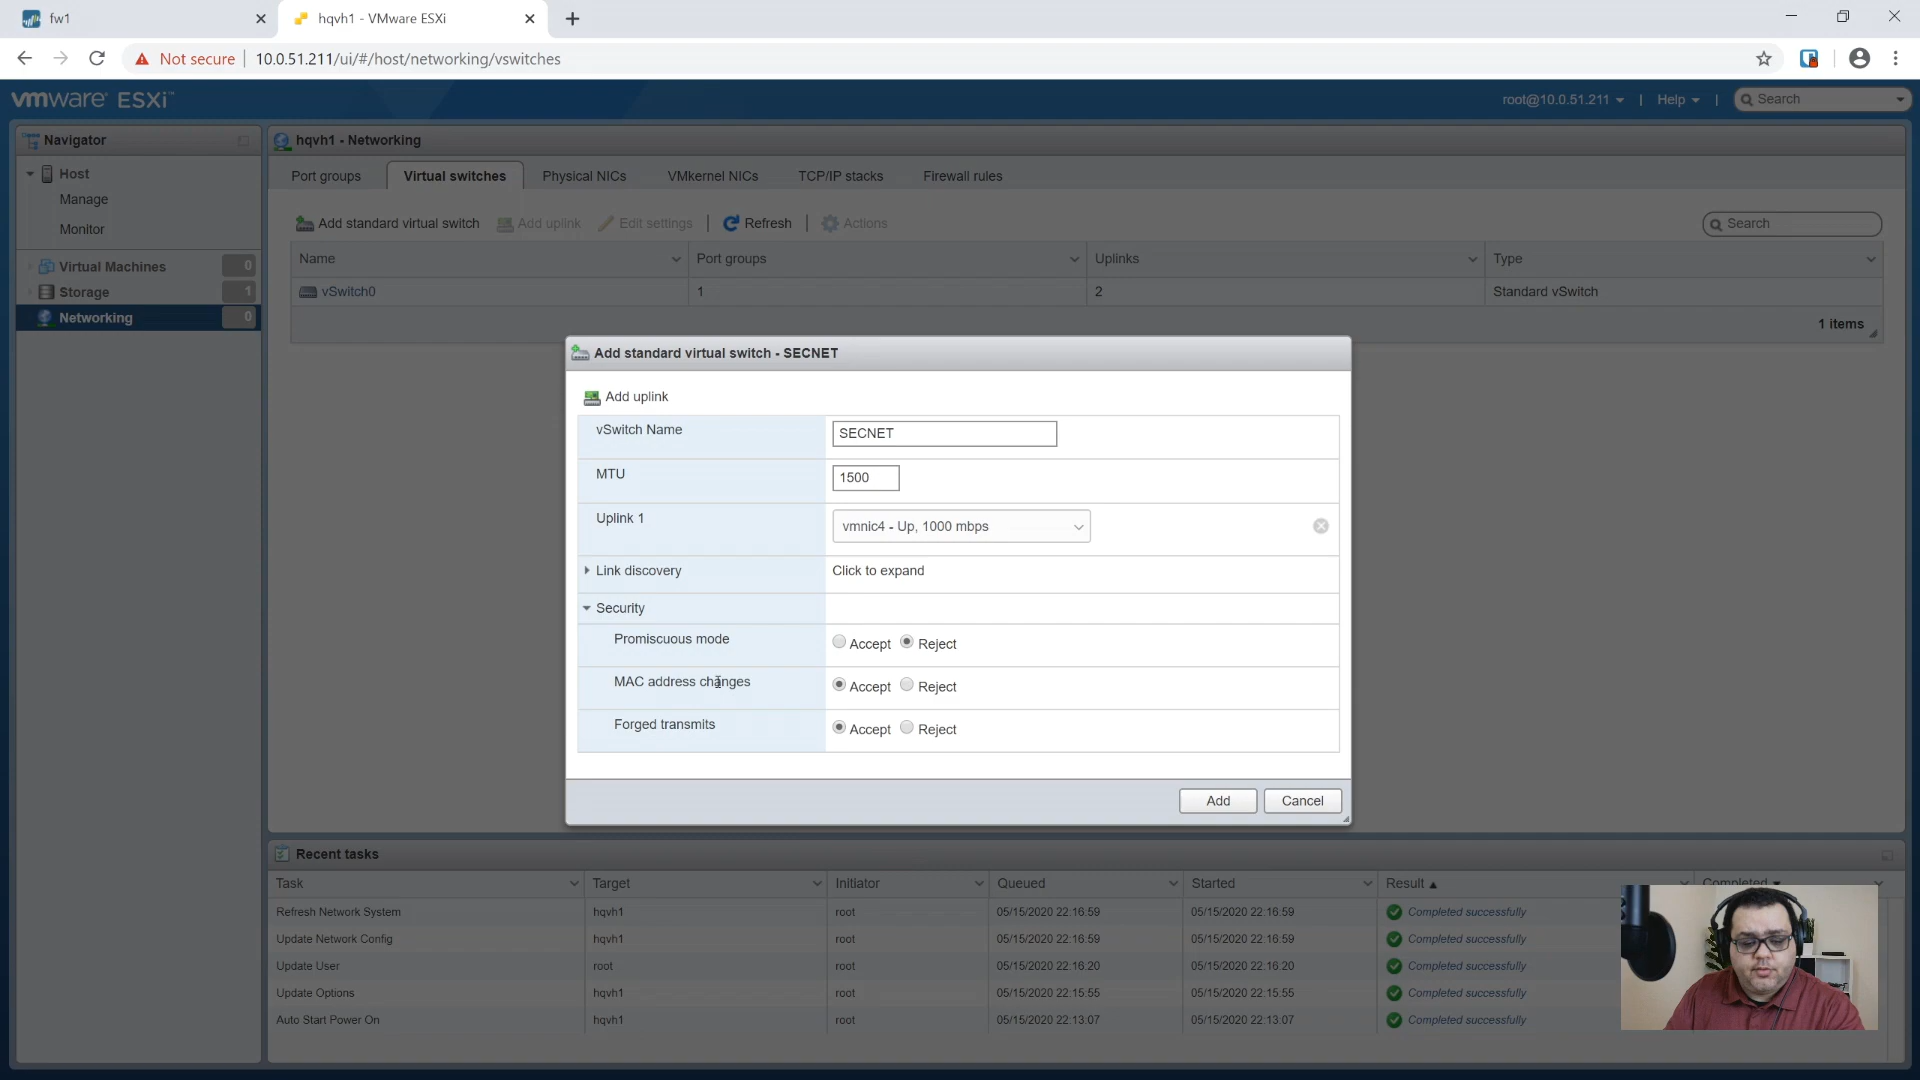 fw1
hqvh1 - VMware ESXi
Not secure
10.0.51.211/ui/#/host/networking/vswitches
vmware ESXi
root@10.0.51.211
Help
Search
Navigator
Host
Manage
Monitor
Virtual Machines 0
Storage 1
Networking 0
hqvh1 - Networking
Port groups Virtual switches Physical NICs VMkernel NICs TCP/IP stacks Firewall rules
Add standard virtual switch Add uplink Edit settings Refresh Actions Search
Name Port groups Uplinks Type
vSwitch0 1 2 Standard vSwitch
1 items
Add standard virtual switch - SECNET
Add uplink
vSwitch Name SECNET
MTU 1500
Uplink 1 vmnic4 - Up, 1000 mbps
Link discovery Click to expand
Security
Promiscuous mode Accept Reject
MAC address changes Accept Reject
Forged transmits Accept Reject
Add Cancel
Recent tasks
Task Target Initiator Queued Started Result Completed
Refresh Network System hqvh1 root 05/15/2020 22:16:59 05/15/2020 22:16:59 Completed successfully
Update Network Config hqvh1 root 05/15/2020 22:16:59 05/15/2020 22:16:59 Completed successfully
Update User root root 05/15/2020 22:16:20 05/15/2020 22:16:20 Completed successfully
Update Options hqvh1 root 05/15/2020 22:15:55 05/15/2020 22:15:55 Completed successfully
Auto Start Power On hqvh1 root 05/15/2020 22:13:07 05/15/2020 22:13:07 Completed successfully